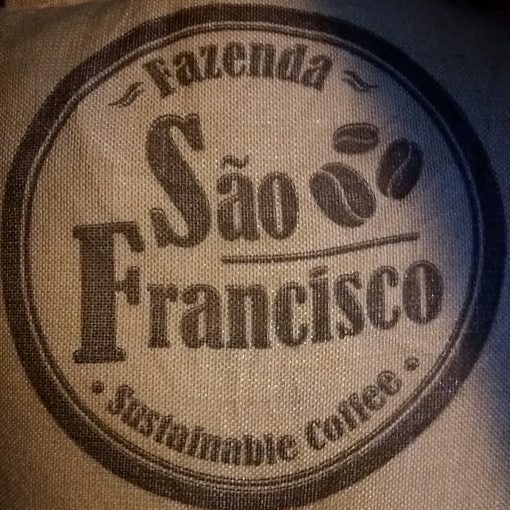 Fazenda
São
Francisco
Sustainable Coffee